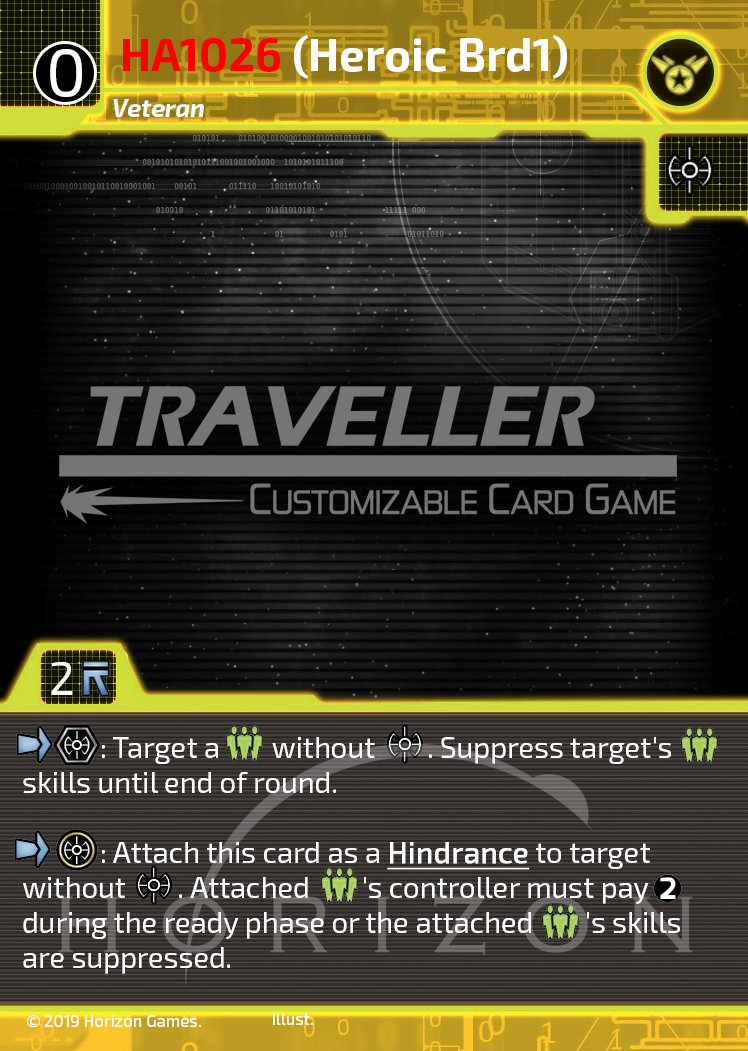 0
HA1026 (Heroic Brd1)
Veteran
TRAVELLER
CUSTOMIZABLE CARD GAME
2
: Target a without . Suppress target's
skills until end of round.
: Attach this card as a Hindrance to target
without . Attached 's controller must pay 2
during the ready phase or the attached 's skills
are suppressed.
HORIZON
© 2019 Horizon Games.
Illust.